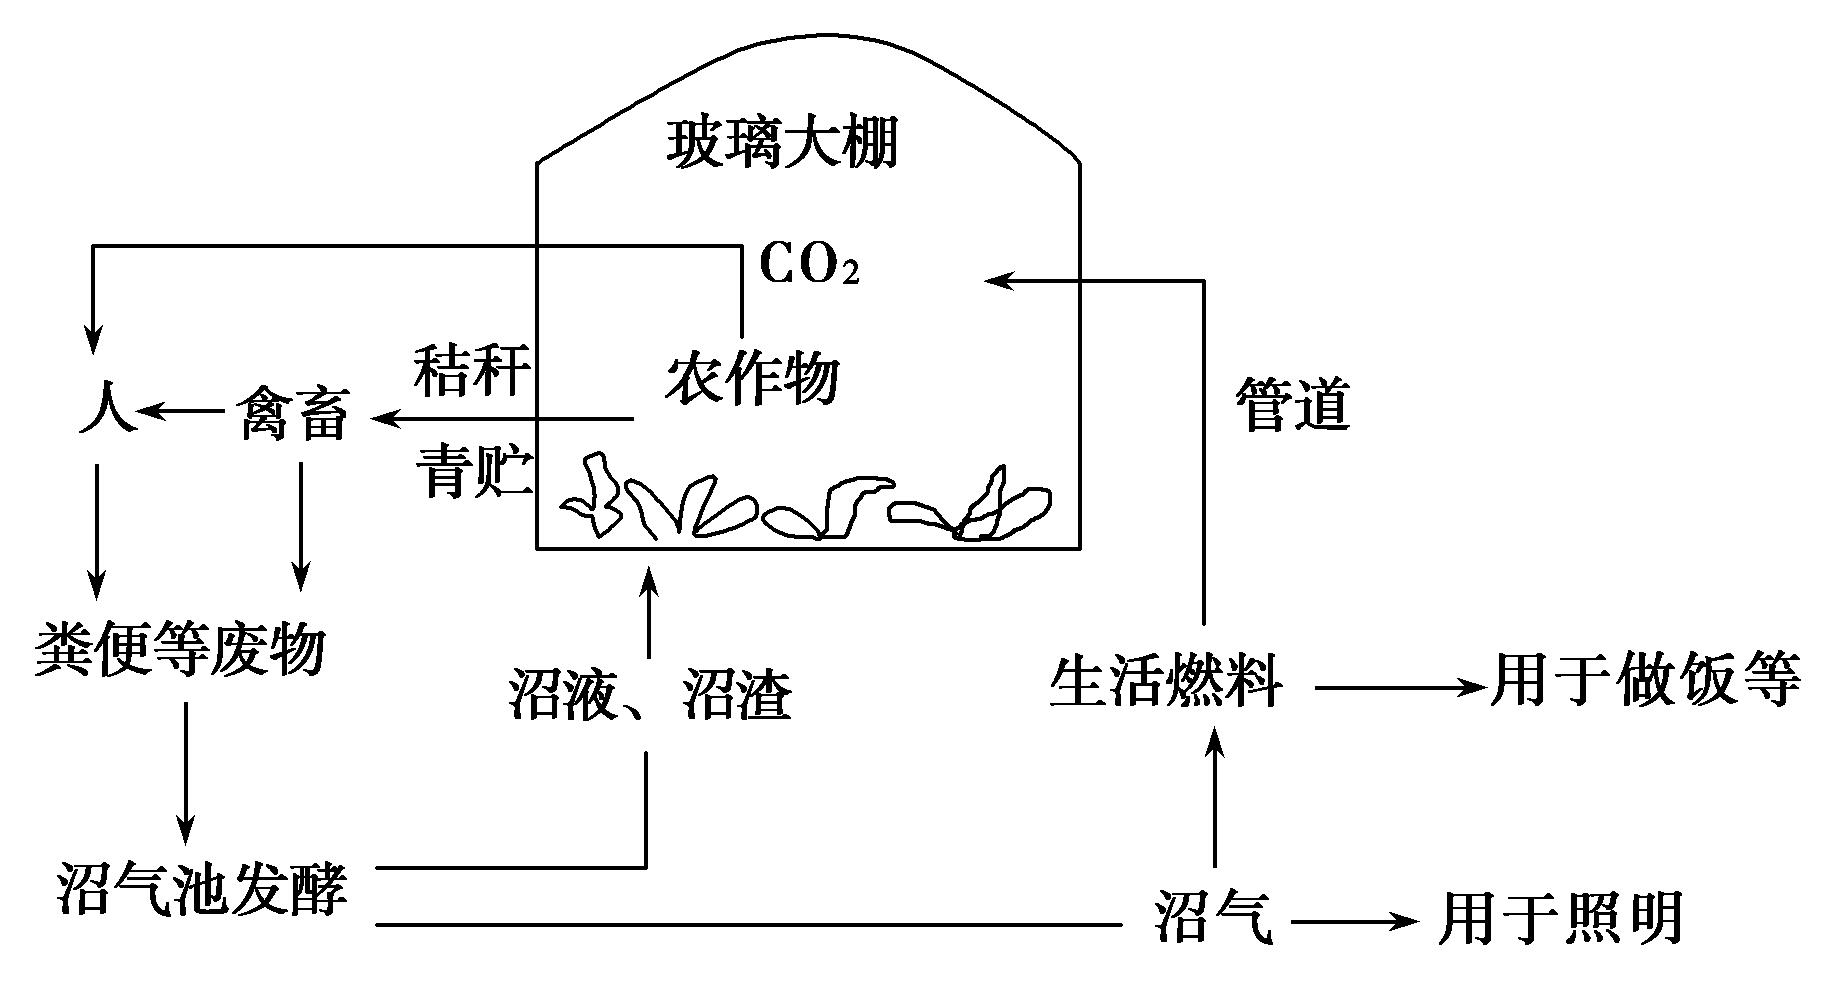 玻璃大棚
CO₂
农作物
秸秆
青贮
人
禽畜
管道
粪便等废物
沼液、沼渣
生活燃料
用于做饭等
沼气池发酵
沼气
用于照明